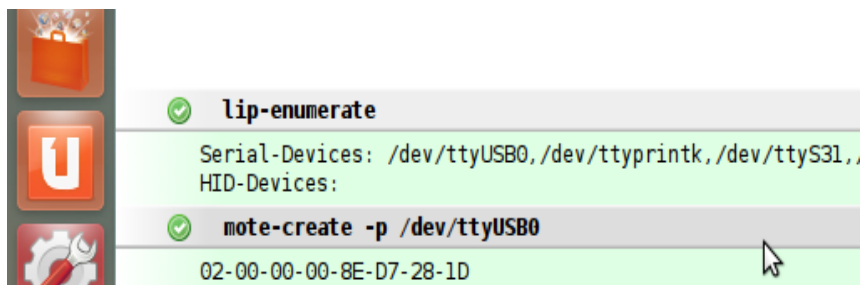 lip-enumerate
Serial-Devices: /dev/ttyUSB0,/dev/ttyprintk,/dev/ttyS31,/
HID-Devices:
mote-create -p /dev/ttyUSB0
02-00-00-00-8E-D7-28-1D